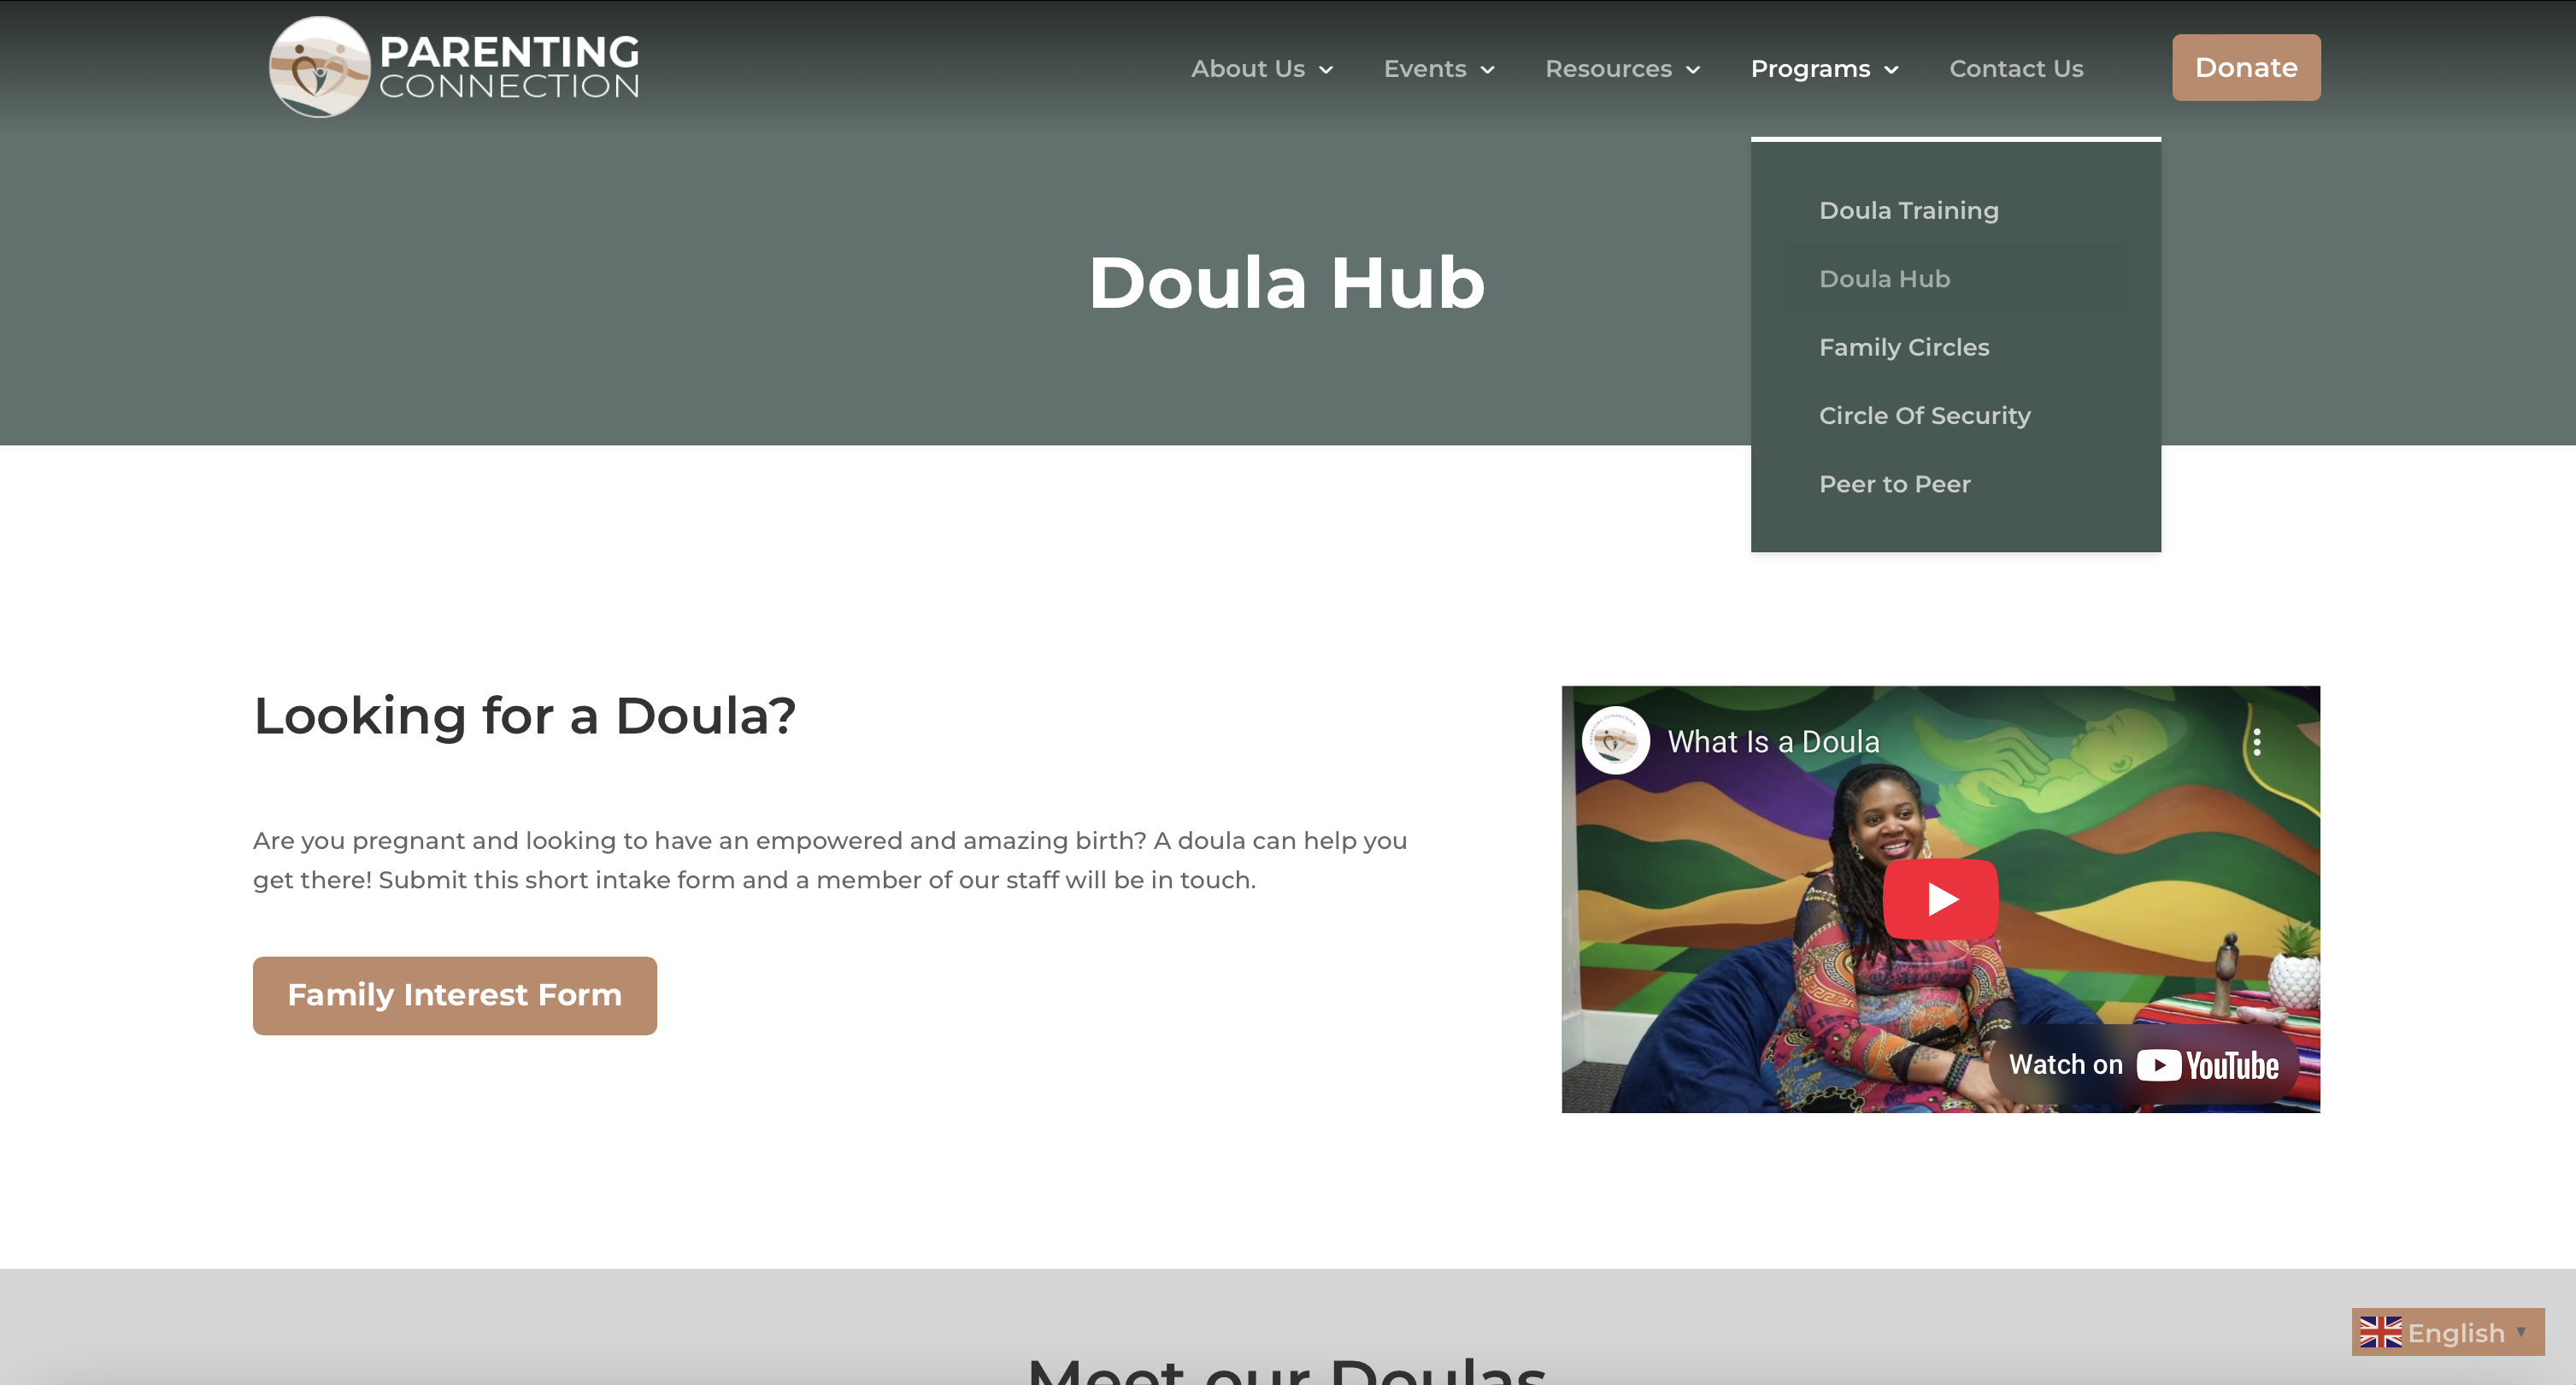 PARENTING
CONNECTION
About Us
Events
Resources
Programs
Contact Us
Donate
Doula Training
Doula Hub
Family Circles
Circle Of Security
Peer to Peer
Doula Hub
Looking for a Doula?
Are you pregnant and looking to have an empowered and amazing birth? A doula can help you
get there! Submit this short intake form and a member of our staff will be in touch.
Family Interest Form
What Is a Doula
Watch on YouTube
Meet our Doulas
English